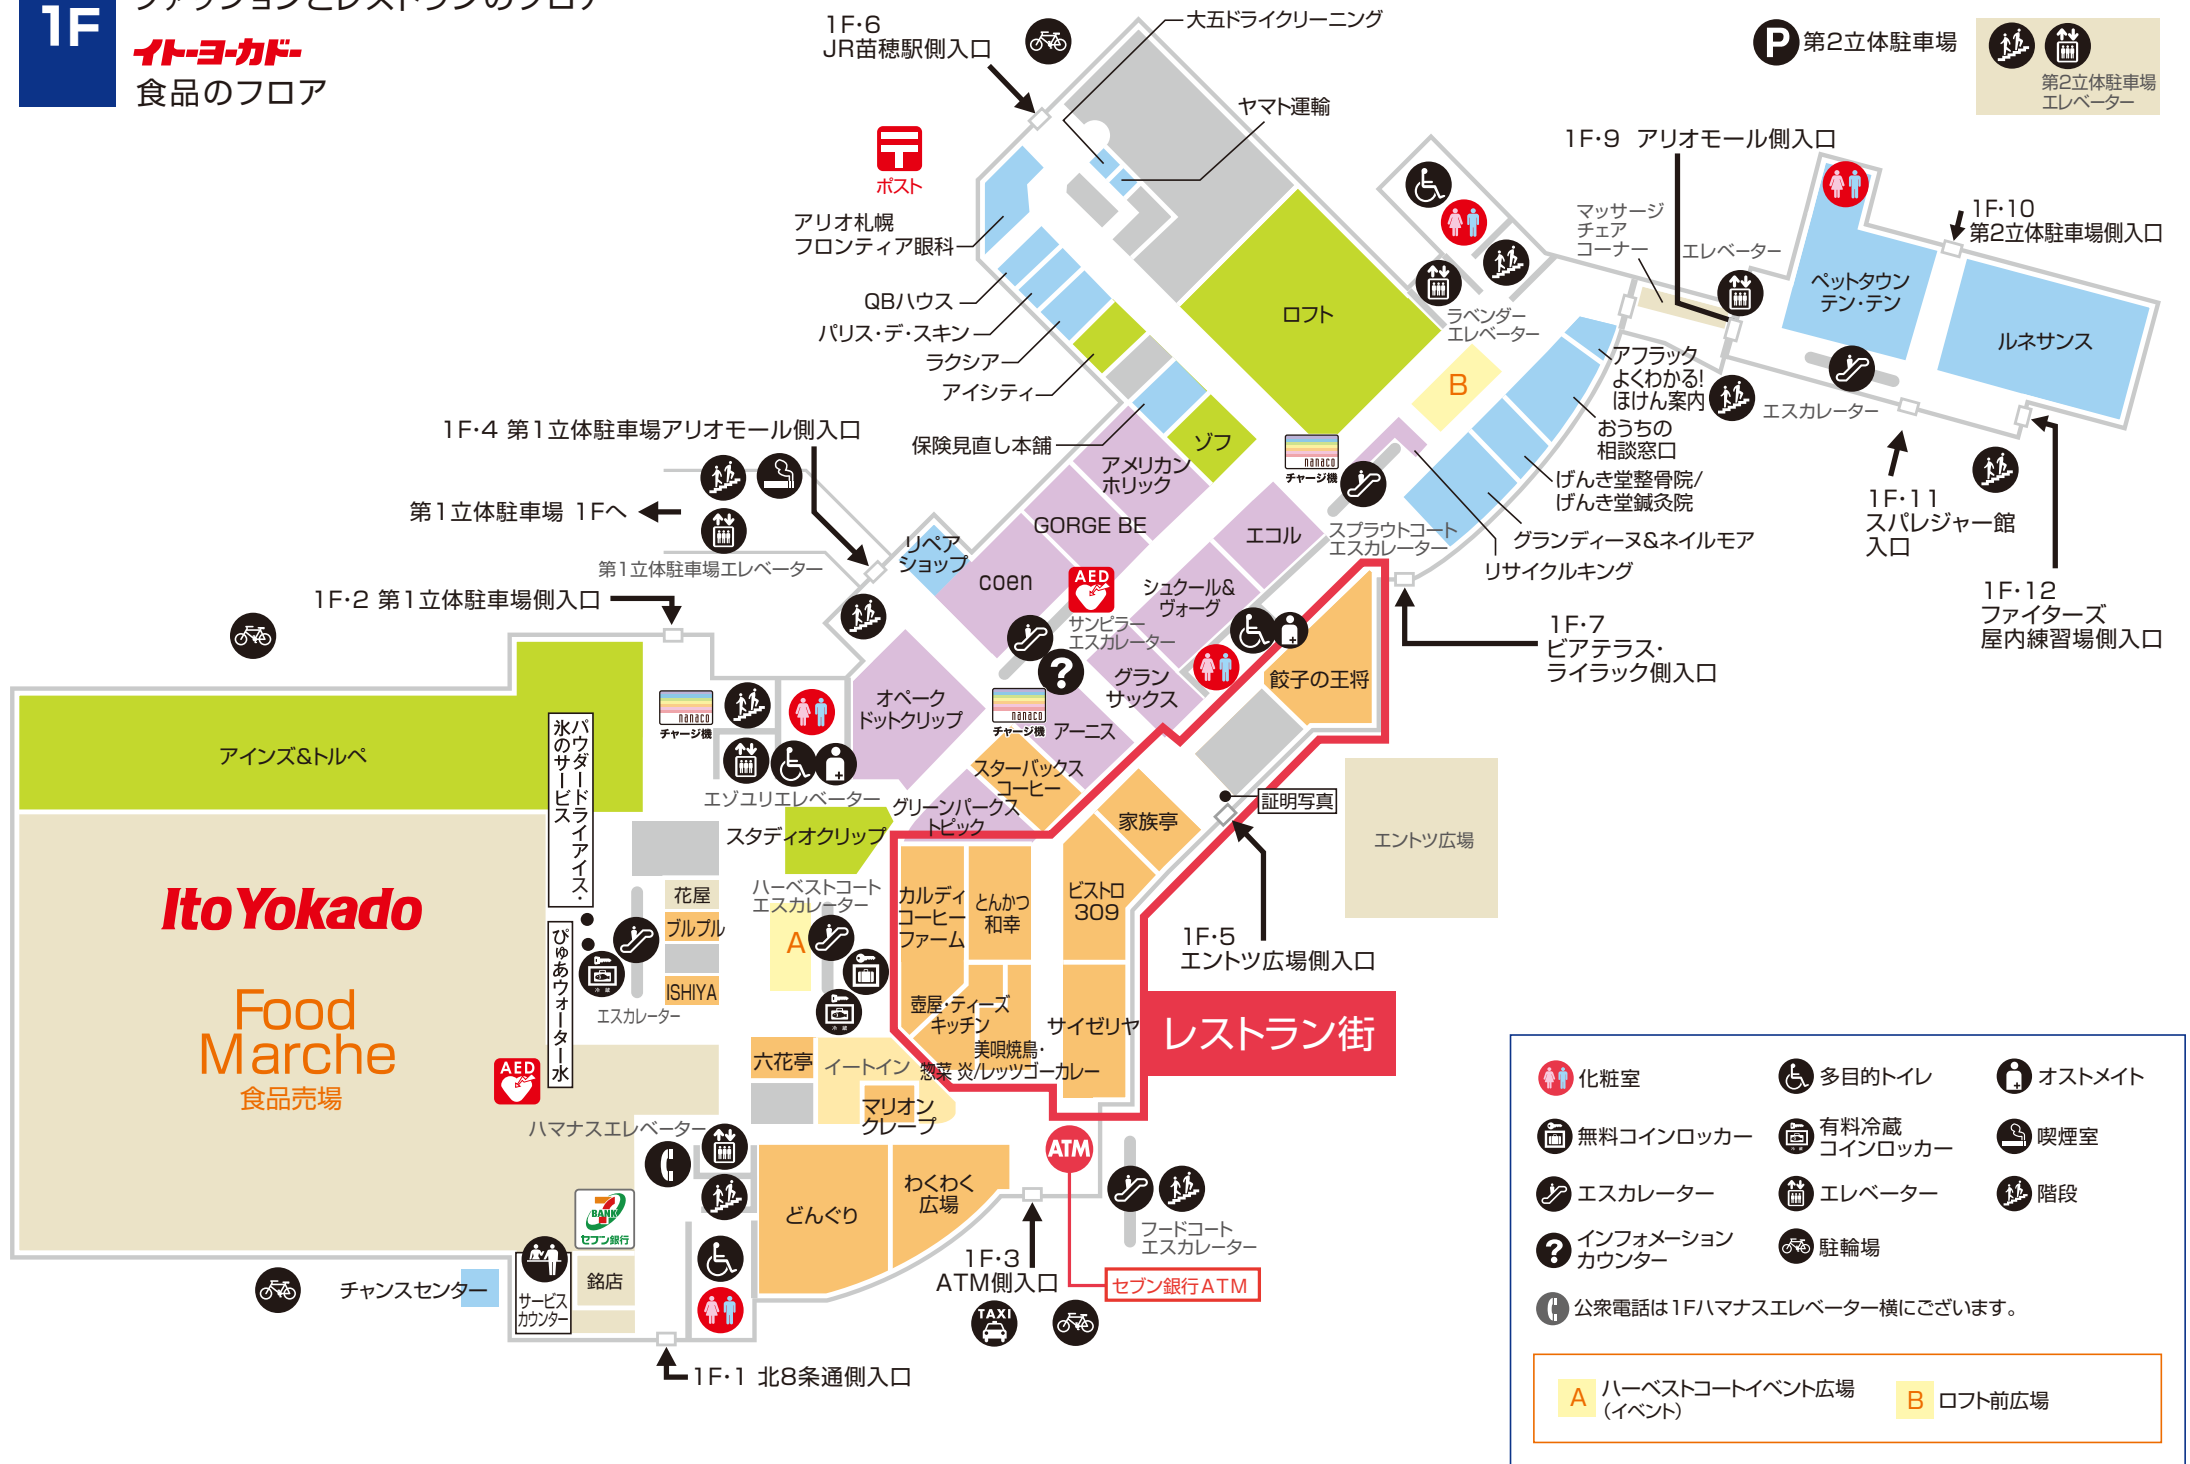 1F
ファッションとレストランのフロア
イトーヨーカドー
食品のフロア
1F・6
JR苗穂駅側入口
大五ドライクリーニング
ヤマト運輸
P 第2立体駐車場
第2立体駐車場
エレベーター
ポスト
1F・9 アリオモール側入口
マッサージ
チェア
コーナー
エレベーター
1F・10
第2立体駐車場側入口
アリオ札幌
フロンティア眼科
QBハウス
パリス・デ・スキン
ラクシア
アイシティ
保険見直し本舗
ロフト
ラベンダー
エレベーター
B
ペットタウン
テン・テン
ルネサンス
エスカレーター
アフラック
よくわかる!
ほけん案内
おうちの
相談窓口
げんき堂整骨院/
げんき堂鍼灸院
グランディーヌ&ネイルモア
リサイクルキング
1F・11
スパレジャー館
入口
1F・12
ファイターズ
屋内練習場側入口
1F・4 第1立体駐車場アリオモール側入口
第1立体駐車場 1Fへ
第1立体駐車場エレベーター
1F・2 第1立体駐車場側入口
ゾフ
アメリカン
ホリック
GORGE BE
リペア
ショップ
coen
nanaco
チャージ機
エコル
スプラウトコート
エスカレーター
シュクール&
ヴォーグ
AED
サンピラー
エスカレーター
グラン
サックス
餃子の王将
1F・7
ビアテラス・
ライラック側入口
オペーク
ドットクリップ
nanaco
チャージ機
アーニス
スターバックス
コーヒー
グリーンパークス
トピック
nanaco
チャージ機
エゾユリエレベーター
アインズ&トルペ
パウダードライアイス・
氷のサービス
ぴゅあウォーター水
スタディオクリップ
家族亭
証明写真
エントツ広場
ItoYokado
Food
Marche
食品売場
花屋
ブルプル
ISHIYA
エスカレーター
ハーベストコート
エスカレーター
A
冷蔵
冷蔵
カルディ
コーヒー
ファーム
とんかつ
和幸
ビストロ
309
1F・5
エントツ広場側入口
壺屋・ティーズ
キッチン
美唄焼鳥・
惣菜 炎/レッツゴーカレー
サイゼリヤ
レストラン街
AED
六花亭
イートイン
マリオン
クレープ
ハマナスエレベーター
ATM
どんぐり
わくわく
広場
フードコート
エスカレーター
7
BANK
セブン銀行
1F・3
ATM側入口
セブン銀行ATM
TAXI
チャンスセンター
サービス
カウンター
銘店
1F・1 北8条通側入口
化粧室
多目的トイレ
オストメイト
無料コインロッカー
有料冷蔵
コインロッカー
喫煙室
エスカレーター
エレベーター
階段
インフォメーション
カウンター
駐輪場
公衆電話は1Fハマナスエレベーター横にございます。
A ハーベストコートイベント広場
(イベント)
B ロフト前広場